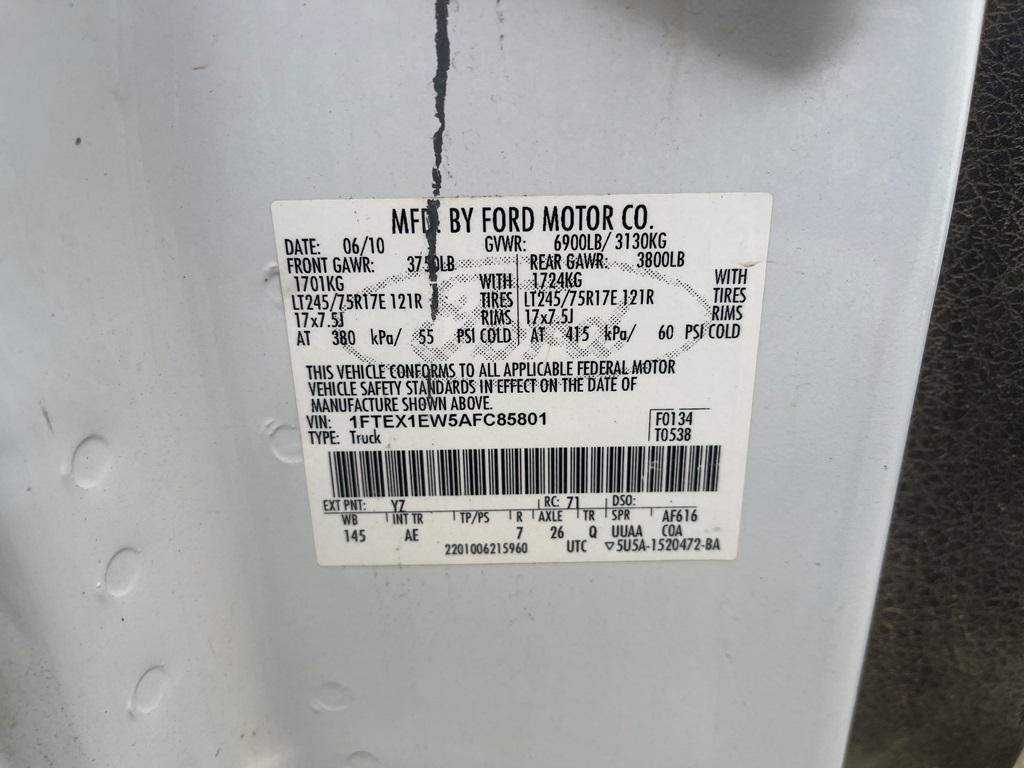 MFD. BY FORD MOTOR CO.
DATE: 06/10 GVWR: 6900LB/ 3130KG
FRONT GAWR: 3750LB REAR GAWR: 3800LB
1701KG WITH 1724KG WITH
LT245/75R17E 121R TIRES LT245/75R17E 121R TIRES
17x7.5J RIMS 17x7.5J RIMS
AT 380 kPa/ 55 PSI COLD AT 415 kPa/ 60 PSI COLD
THIS VEHICLE CONFORMS TO ALL APPLICABLE FEDERAL MOTOR
VEHICLE SAFETY STANDARDS IN EFFECT ON THE DATE OF
MANUFACTURE SHOWN ABOVE.
VIN: 1FTEX1EW5AFC85801 F0134
TYPE: Truck T0538
EXT PNT: YZ RC: 71 DSO:
WB INT TR TP/PS R AXLE TR SPR AF616
145 AE 7 26 Q UUAA COA
2201006215960 UTC ▽5U5A-1520472-BA